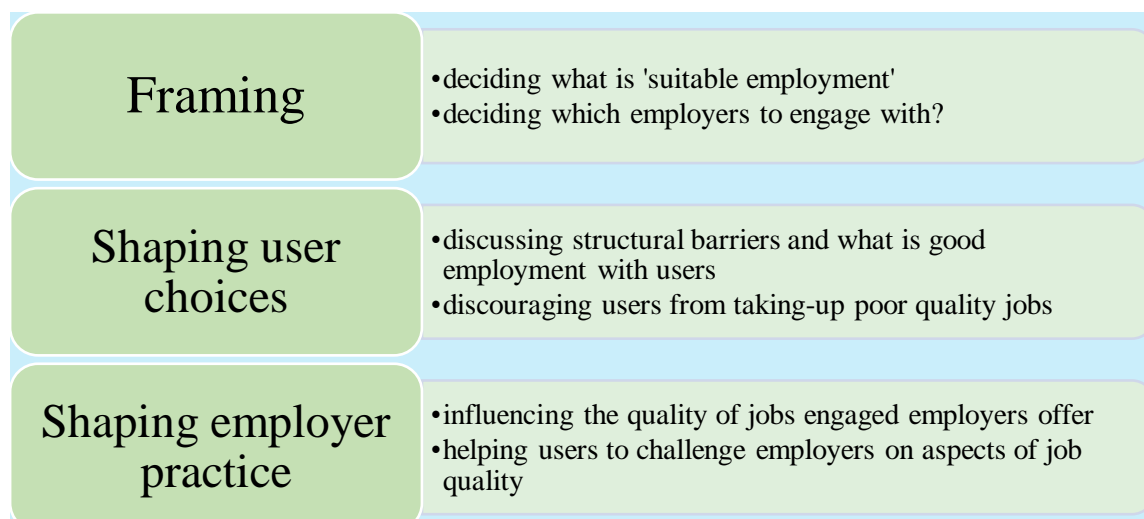 Framing
•deciding what is 'suitable employment'
•deciding which employers to engage with?
Shaping user
choices
•discussing structural barriers and what is good
employment with users
•discouraging users from taking-up poor quality jobs
Shaping employer
practice
•influencing the quality of jobs engaged employers offer
•helping users to challenge employers on aspects of job
quality